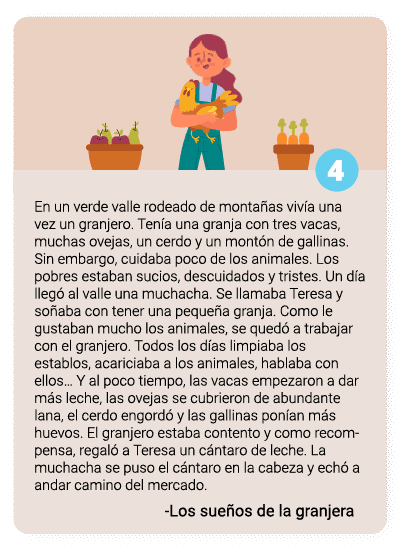 4
En un verde valle rodeado de montañas vivía una
vez un granjero. Tenía una granja con tres vacas,
muchas ovejas, un cerdo y un montón de gallinas.
Sin embargo, cuidaba poco de los animales. Los
pobres estaban sucios, descuidados y tristes. Un día
llegó al valle una muchacha. Se llamaba Teresa y
soñaba con tener una pequeña granja. Como le
gustaban mucho los animales, se quedó a trabajar
con el granjero. Todos los días limpiaba los
establos, acariciaba a los animales, hablaba con
ellos... Y al poco tiempo, las vacas empezaron a dar
más leche, las ovejas se cubrieron de abundante
lana, el cerdo engordó y las gallinas ponían más
huevos. El granjero estaba contento y como recom-
pensa, regaló a Teresa un cántaro de leche. La
muchacha se puso el cántaro en la cabeza y echó a
andar camino del mercado.
-Los sueños de la granjera